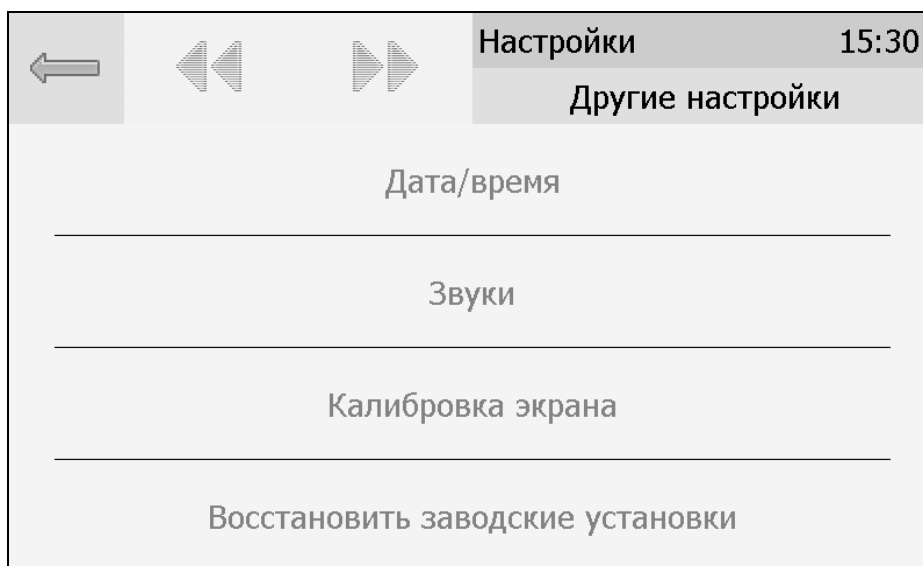 Настройки 15:30
Другие настройки
Дата/время
Звуки
Калибровка экрана
Восстановить заводские установки